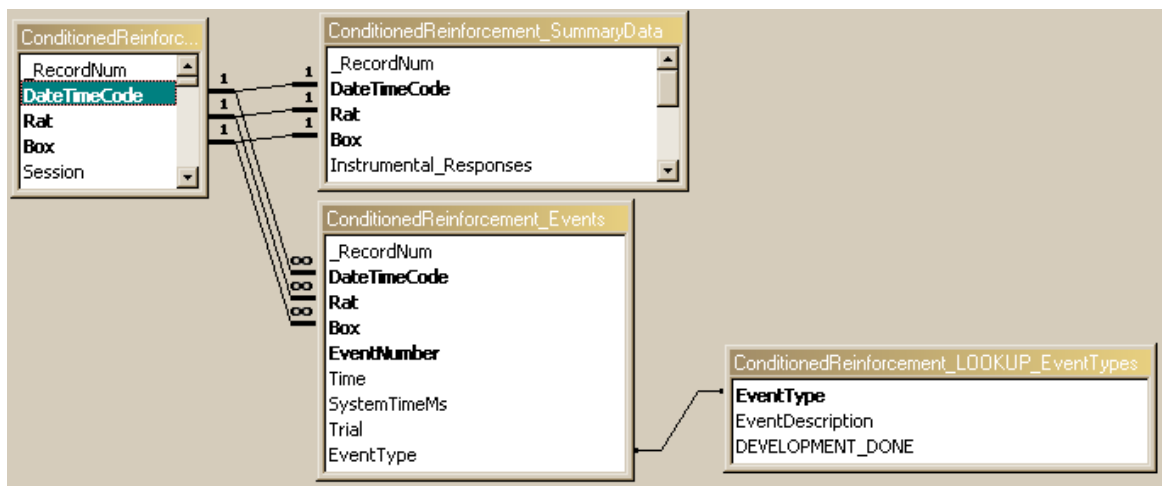 ConditionedReinforc...
_RecordNum
DateTimeCode
Rat
Box
Session
1
1
1
1
1
1
ConditionedReinforcement_SummaryData
_RecordNum
DateTimeCode
Rat
Box
Instrumental_Responses
∞
∞
∞
ConditionedReinforcement_Events
_RecordNum
DateTimeCode
Rat
Box
EventNumber
Time
SystemTimeMs
Trial
EventType
ConditionedReinforcement_LOOKUP_EventTypes
EventType
EventDescription
DEVELOPMENT_DONE